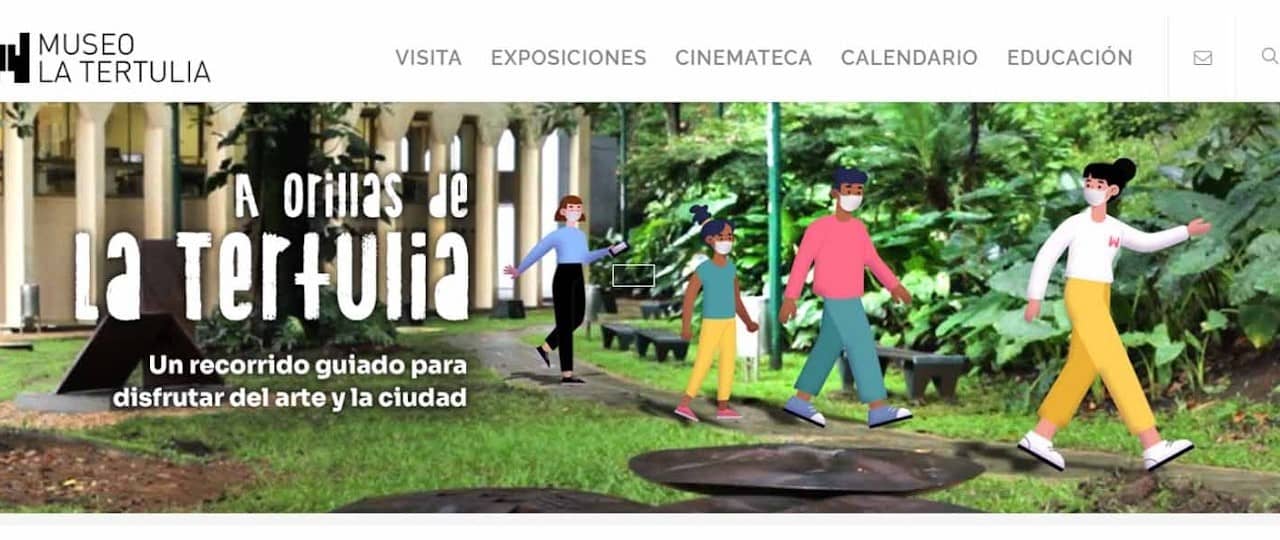 MUSEO
LA TERTULIA
VISITA EXPOSICIONES CINEMATECA CALENDARIO EDUCACIÓN
A orillas de
La Tertulia
Un recorrido guiado para
disfrutar del arte y la ciudad